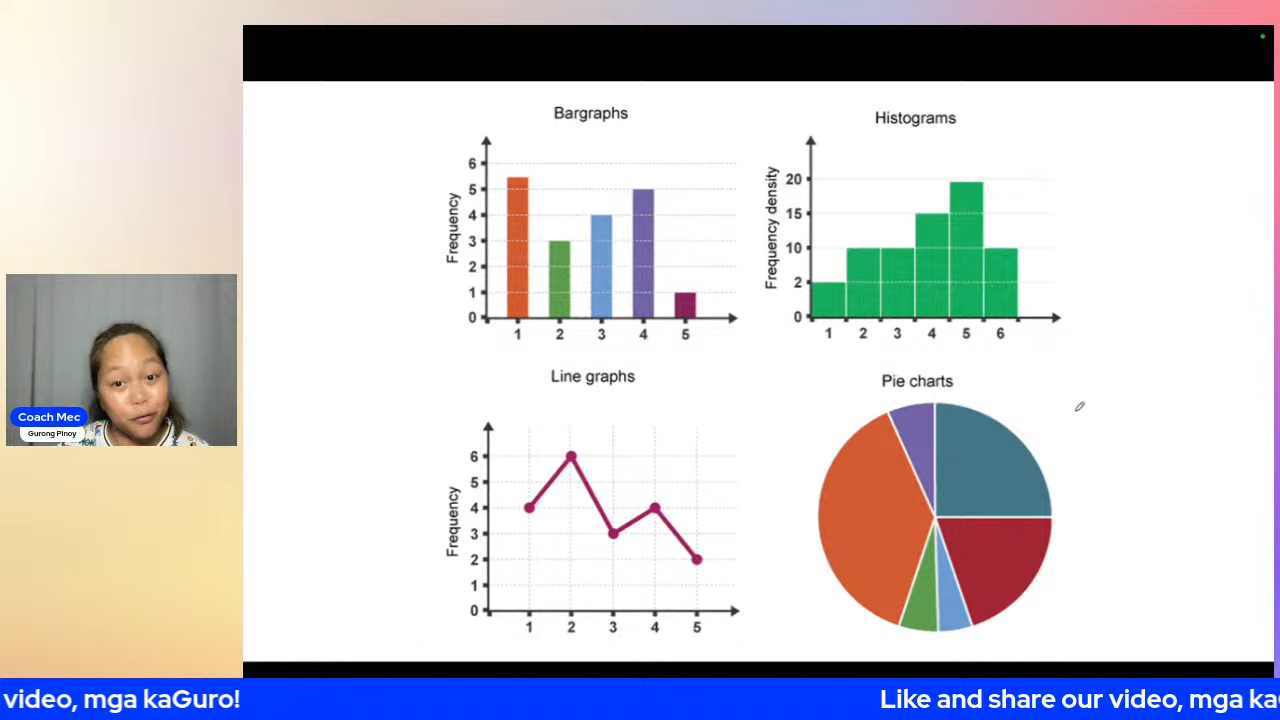 Bargraphs
Frequency
6
5
4
3
2
1
0
1 2 3 4 5
Histograms
Frequency density
20
15
10
2
0
1 2 3 4 5 6
Line graphs
Frequency
6
5
4
3
2
1
0
1 2 3 4 5
Pie charts
Coach Mec
Gurong Pinoy
video, mga kaGuro!
Like and share our video, mga kaG